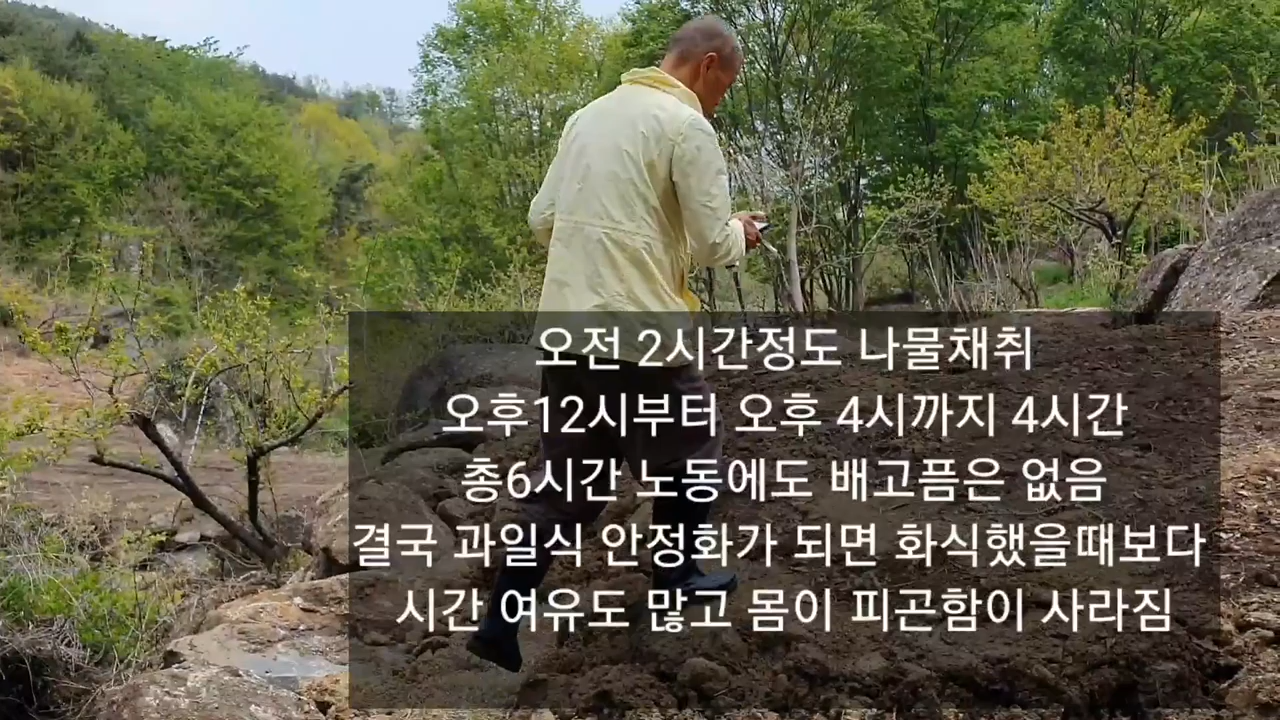 오전 2시간정도 나물채취
오후12시부터 오후 4시까지 4시간
총6시간 노동에도 배고픔은 없음
결국 과일식 안정화가 되면 화식했을때보다
시간 여유도 많고 몸이 피곤함이 사라짐